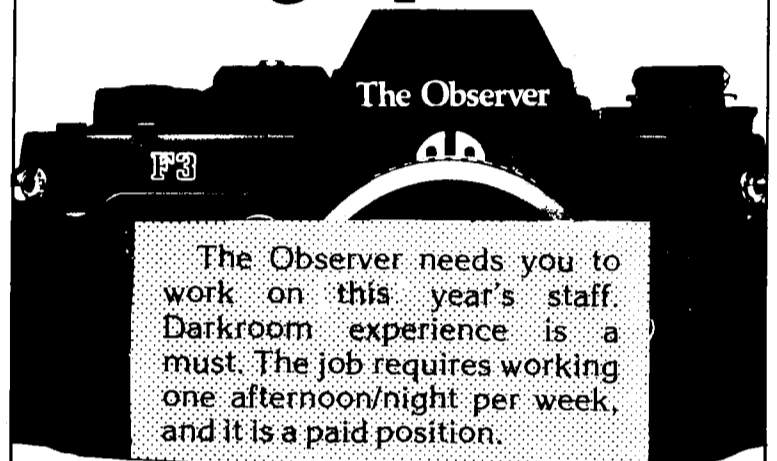 The Observer
F3
The Observer needs you to
work on this year's staff.
Darkroom experience is a
must. The job requires working
one afternoon/night per week,
and it is a paid position.